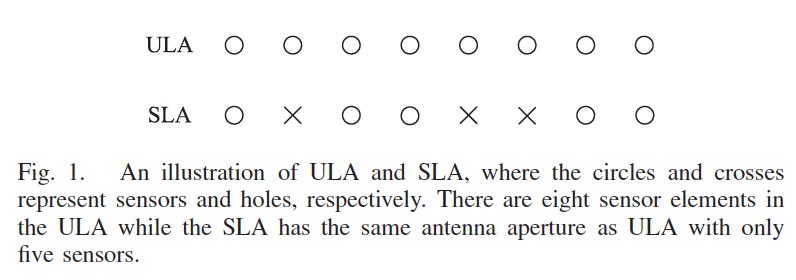 ULA
SLA
Fig. 1. An illustration of ULA and SLA, where the circles and crosses
represent sensors and holes, respectively. There are eight sensor elements in
the ULA while the SLA has the same antenna aperture as ULA with only
five sensors.